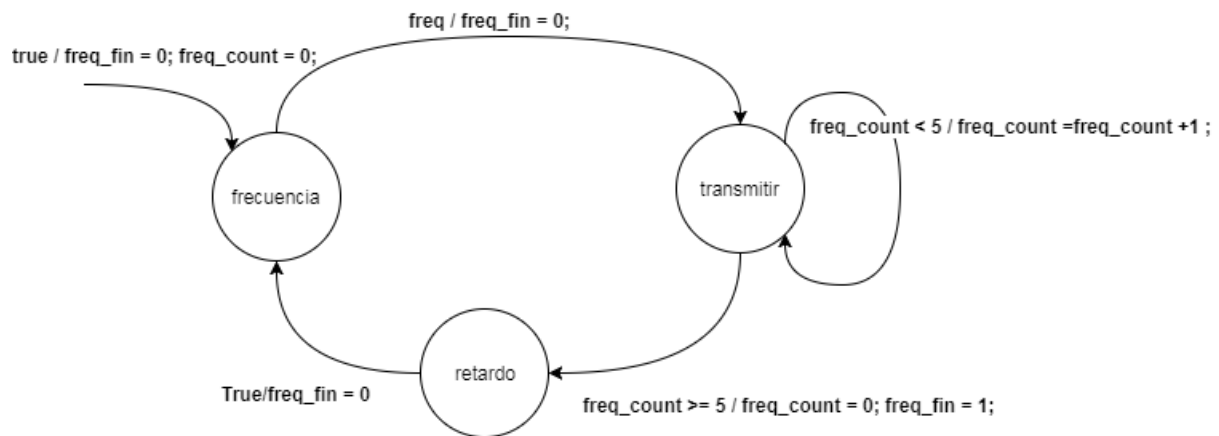 freq / freq_fin = 0;
true / freq_fin = 0; freq_count = 0;
freq_count < 5 / freq_count =freq_count +1 ;
frecuencia
transmitir
retardo
True/freq_fin = 0
freq_count >= 5 / freq_count = 0; freq_fin = 1;